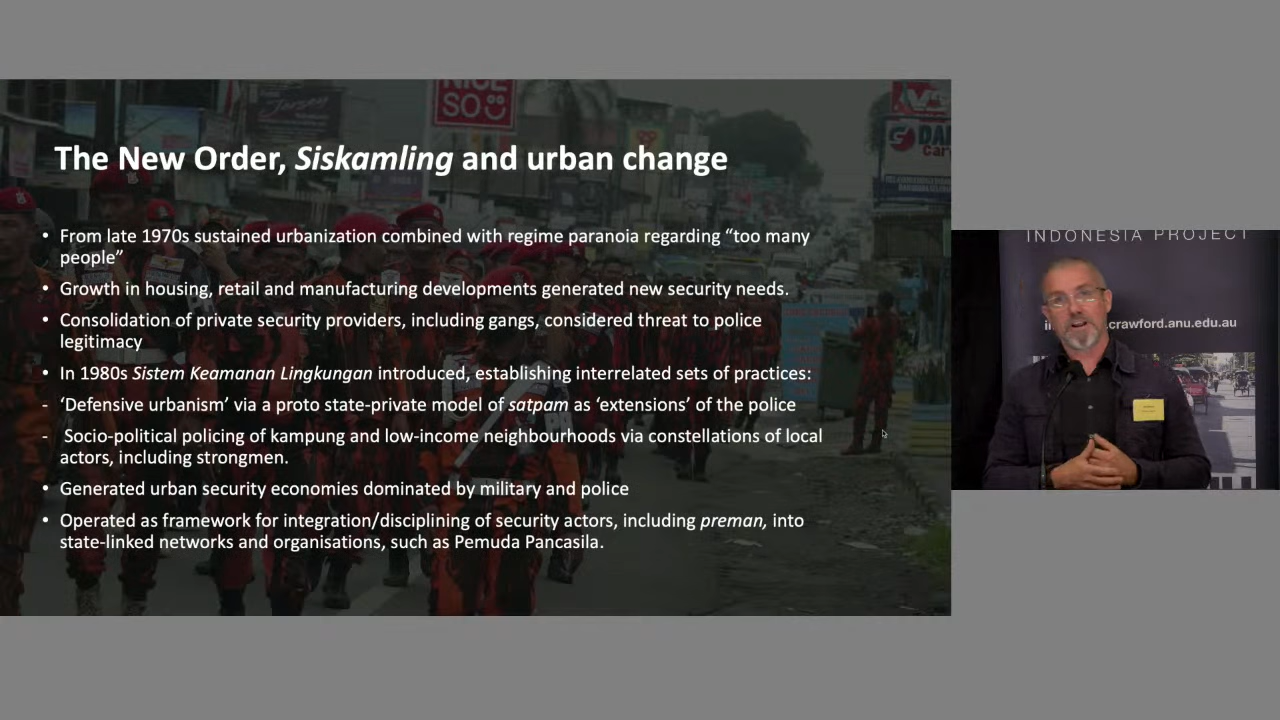 NICE
SO
The New Order, Siskamling and urban change
• From late 1970s sustained urbanization combined with regime paranoia regarding “too many
people”
• Growth in housing, retail and manufacturing developments generated new security needs.
• Consolidation of private security providers, including gangs, considered threat to police
legitimacy
• In 1980s Sistem Keamanan Lingkungan introduced, establishing interrelated sets of practices:
- ‘Defensive urbanism’ via a proto state-private model of satpam as ‘extensions’ of the police
- Socio-political policing of kampung and low-income neighbourhoods via constellations of local
actors, including strongmen.
• Generated urban security economies dominated by military and police
• Operated as framework for integration/disciplining of security actors, including preman, into
state-linked networks and organisations, such as Pemuda Pancasila.
INDONESIA PROJECT
crawford.anu.edu.au